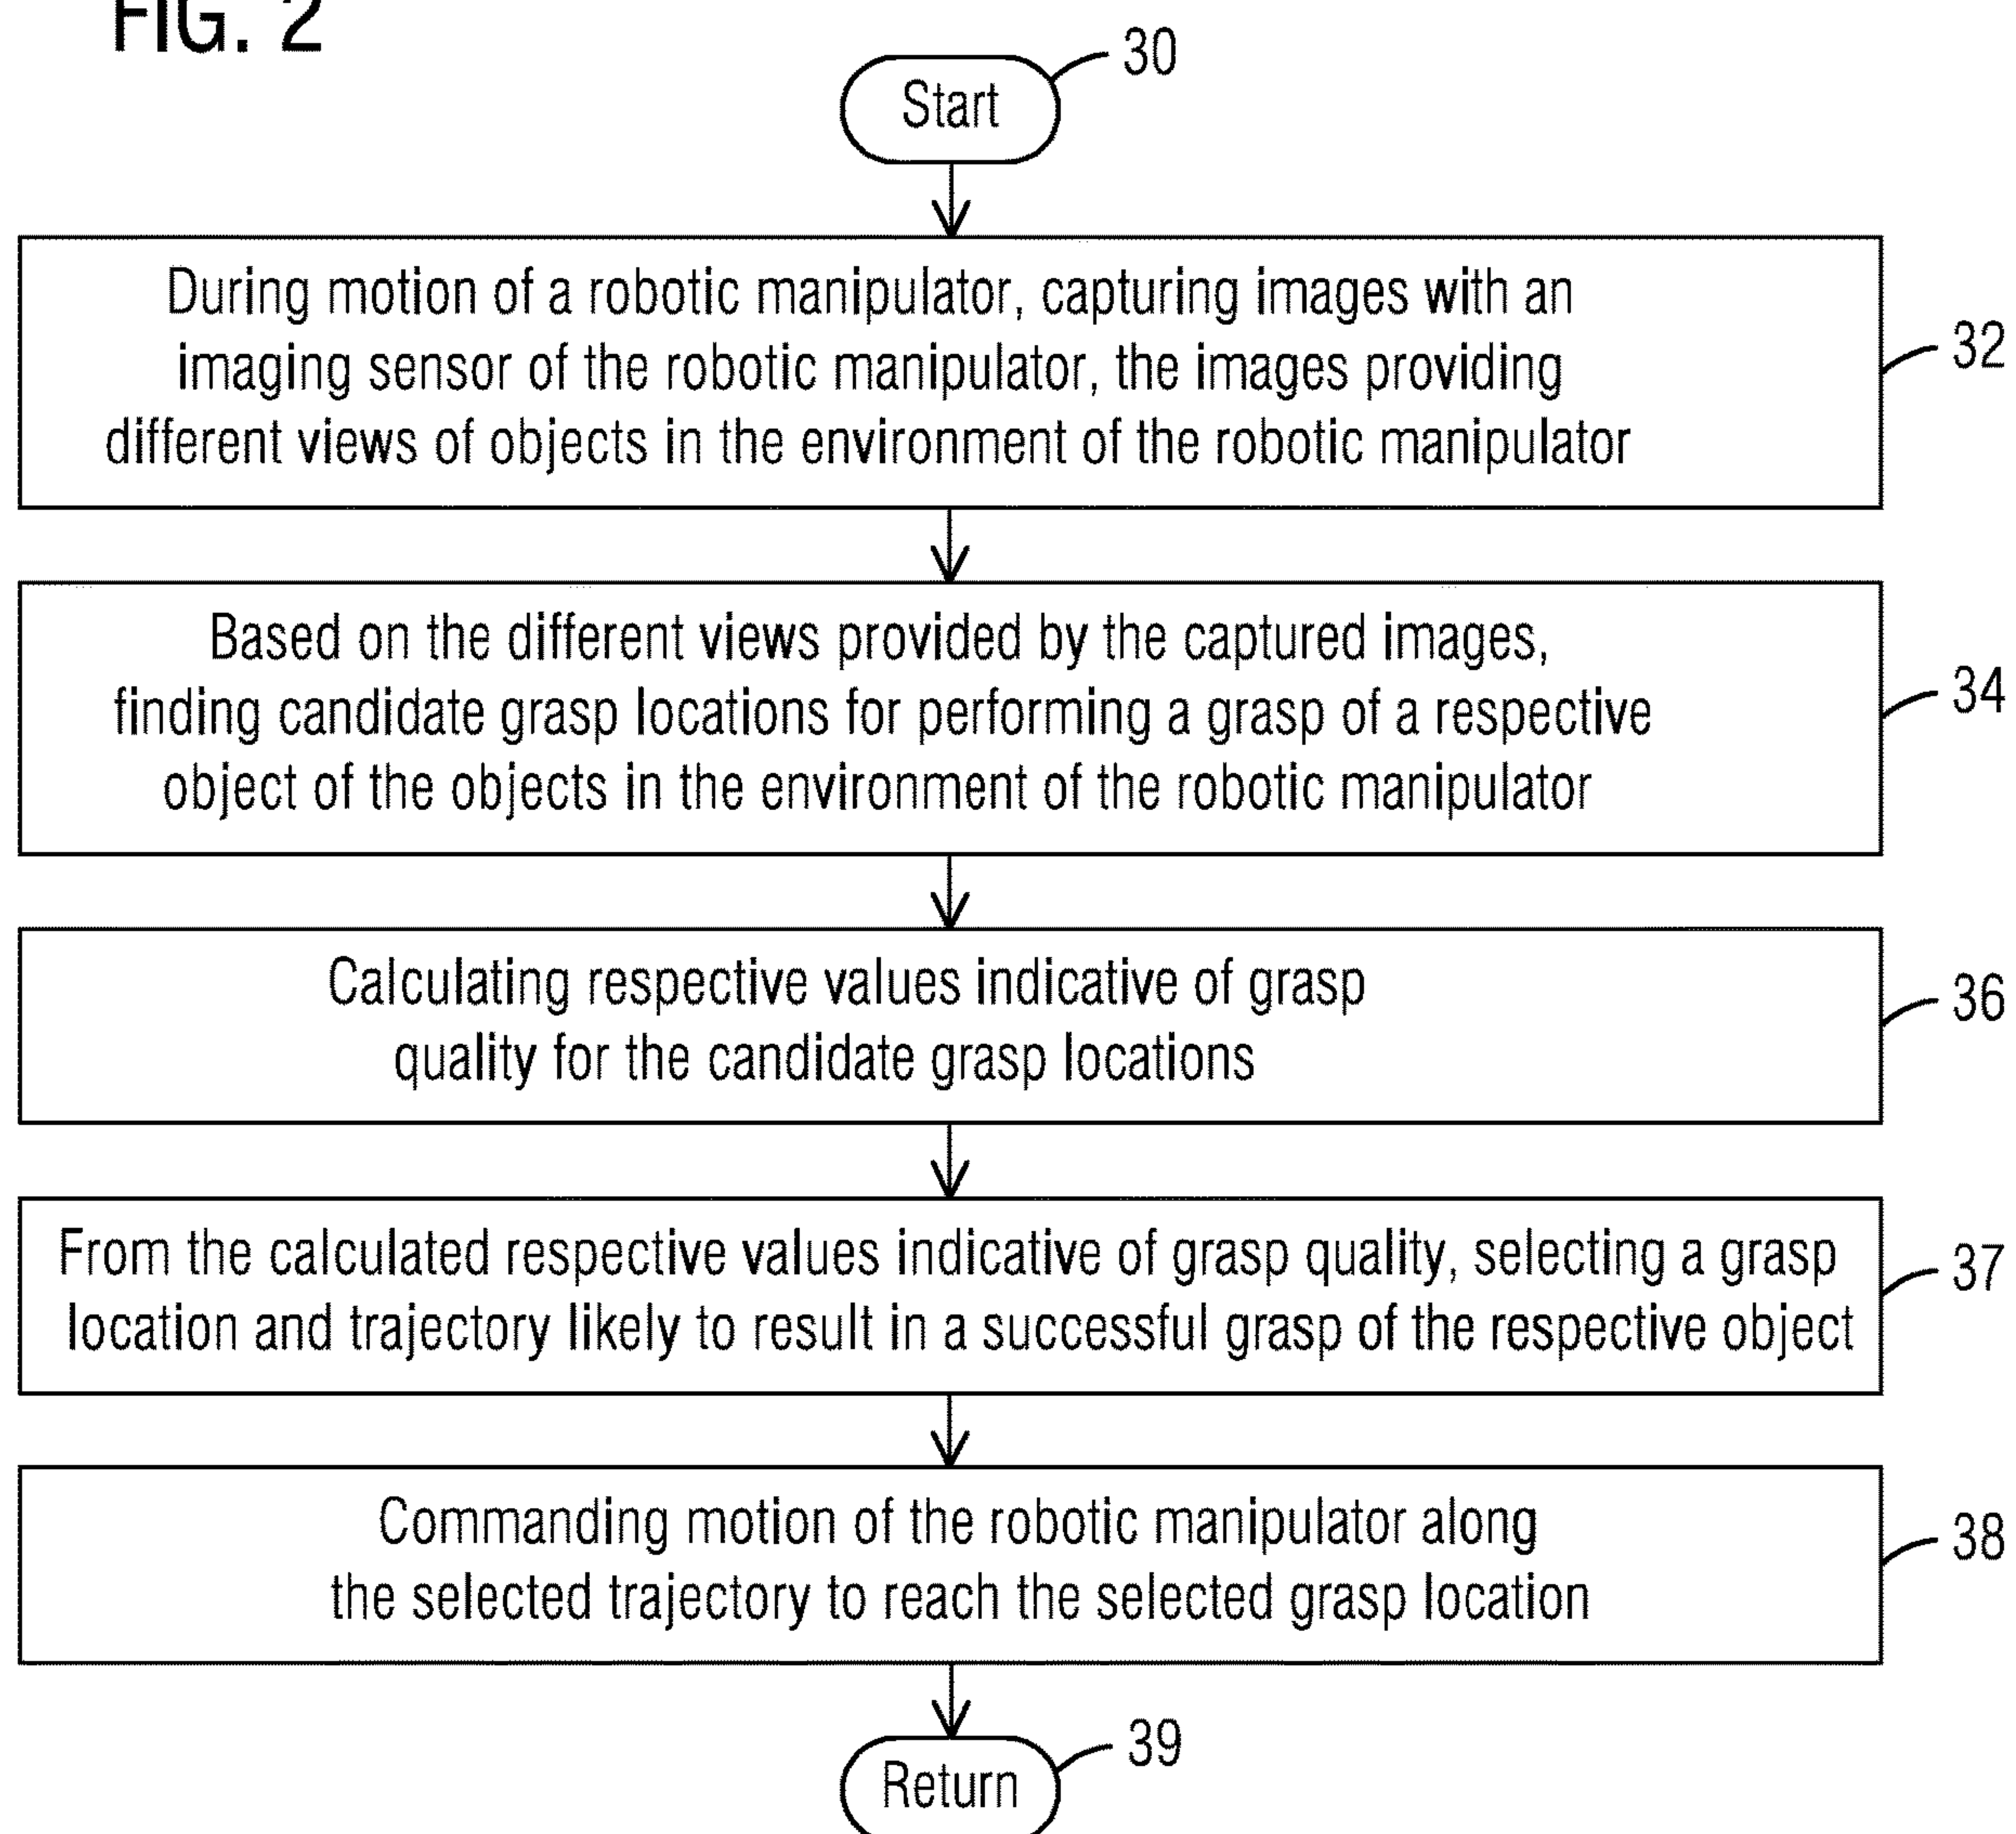 FIG. 2
30
Start
During motion of a robotic manipulator, capturing images with an
imaging sensor of the robotic manipulator, the images providing
different views of objects in the environment of the robotic manipulator
32
Based on the different views provided by the captured images,
finding candidate grasp locations for performing a grasp of a respective
object of the objects in the environment of the robotic manipulator
34
Calculating respective values indicative of grasp
quality for the candidate grasp locations
36
From the calculated respective values indicative of grasp quality, selecting a grasp
location and trajectory likely to result in a successful grasp of the respective object
37
Commanding motion of the robotic manipulator along
the selected trajectory to reach the selected grasp location
38
39
Return